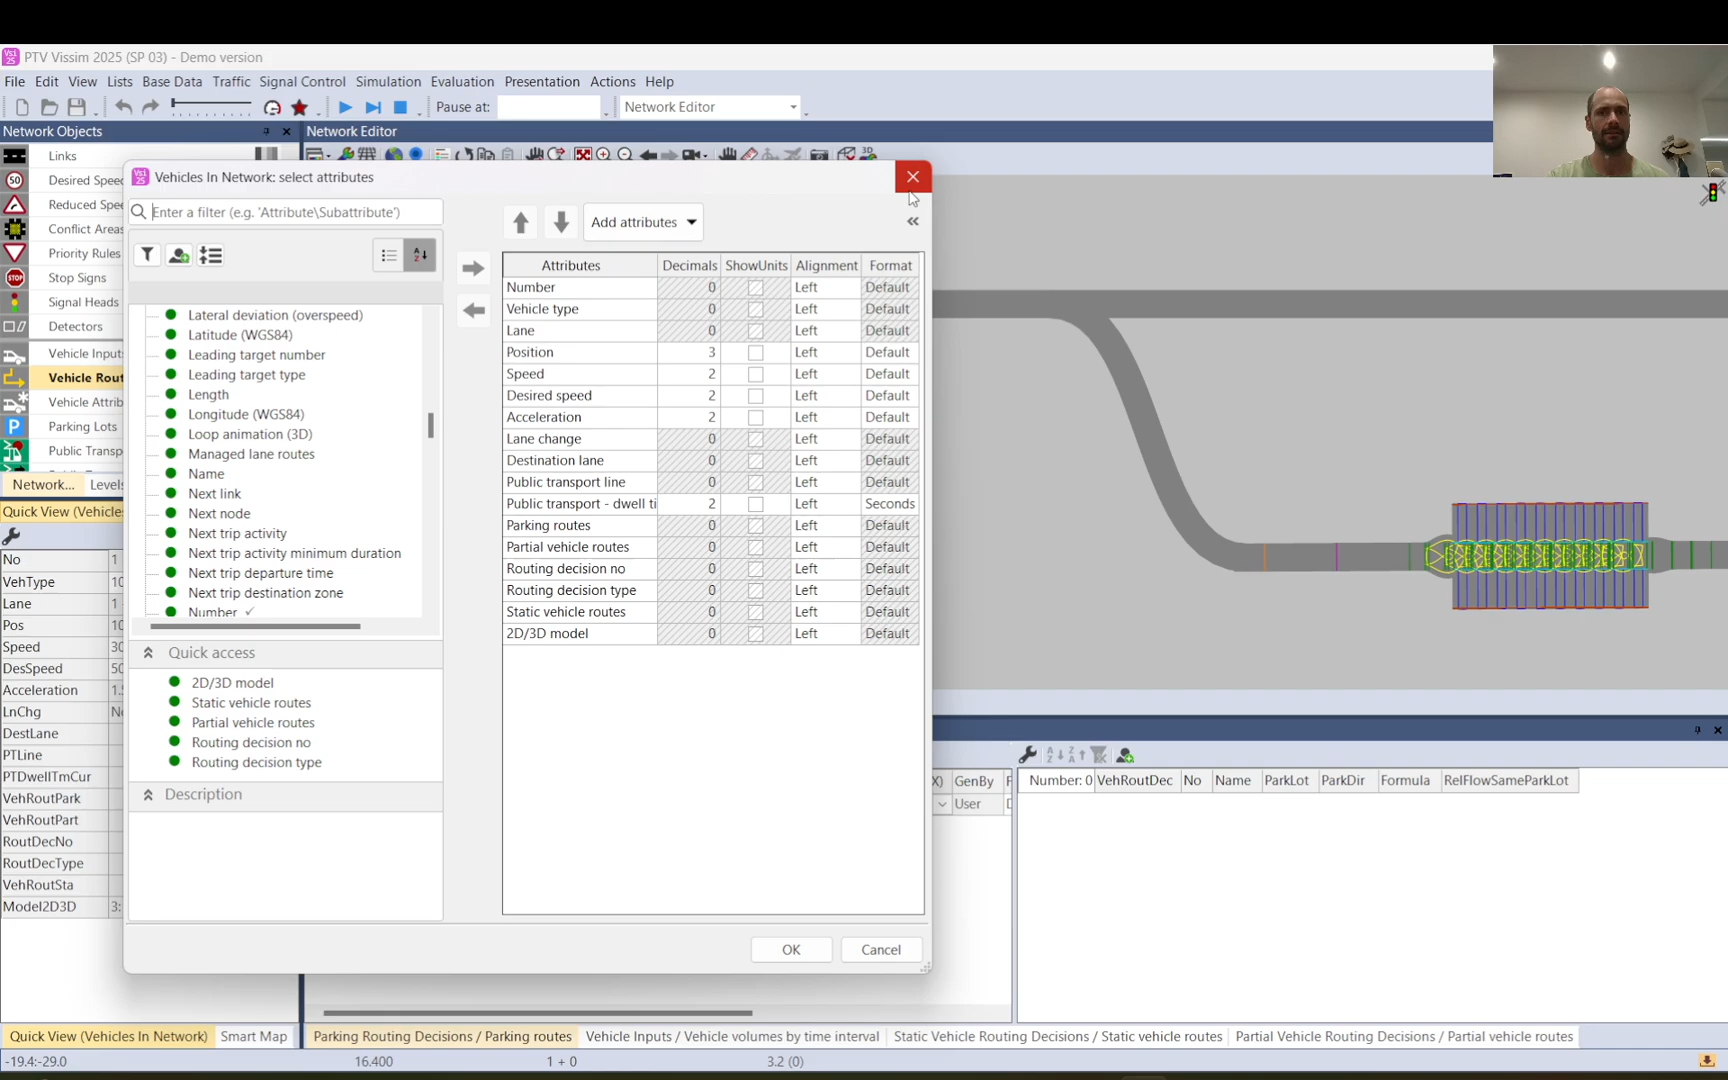 PTV Vissim 2025 (SP 03) - Demo version
File Edit View Lists Base Data Traffic Signal Control Simulation Evaluation Presentation Actions Help
Pause at: Network Editor
Network Objects
Network Editor
Links
Desired Spee
Reduced Spee
Conflict Areas
Priority Rules
Stop Signs
Signal Heads
Detectors
Vehicle Input
Vehicle Rout
Vehicle Attrib
Parking Lots
Public Transp
Network... Levels
Quick View (Vehicles
No 1
VehType 10
Lane 1
Pos 10
Speed 30
DesSpeed 50
Acceleration 1.
LnChg N
DestLane
PTLine
PTDwellTmCur
VehRoutPark
VehRoutPart
RoutDecNo
RoutDecType
VehRoutSta
Model2D3D 3:
Vehicles In Network: select attributes
Enter a filter (e.g. 'Attribute\Subattribute')
Lateral deviation (overspeed)
Latitude (WGS84)
Leading target number
Leading target type
Length
Longitude (WGS84)
Loop animation (3D)
Managed lane routes
Name
Next link
Next node
Next trip activity
Next trip activity minimum duration
Next trip departure time
Next trip destination zone
Number
Quick access
2D/3D model
Static vehicle routes
Partial vehicle routes
Routing decision no
Routing decision type
Description
Add attributes
Attributes Decimals ShowUnits Alignment Format
Number 0 Left Default
Vehicle type 0 Left Default
Lane 0 Left Default
Position 3 Left Default
Speed 2 Left Default
Desired speed 2 Left Default
Acceleration 2 Left Default
Lane change 0 Left Default
Destination lane 0 Left Default
Public transport line 0 Left Default
Public transport - dwell ti 2 Left Seconds
Parking routes 0 Left Default
Partial vehicle routes 0 Left Default
Routing decision no 0 Left Default
Routing decision type 0 Left Default
Static vehicle routes 0 Left Default
2D/3D model 0 Left Default
OK Cancel
X) GenBy F
User D
Number: 0 VehRoutDec No Name ParkLot ParkDir Formula RelFlowSameParkLot
Quick View (Vehicles In Network) Smart Map
Parking Routing Decisions / Parking routes Vehicle Inputs / Vehicle volumes by time interval Static Vehicle Routing Decisions / Static vehicle routes Partial Vehicle Routing Decisions / Partial vehicle routes
-19.4:-29.0 16.400 1 + 0 3.2 (0)